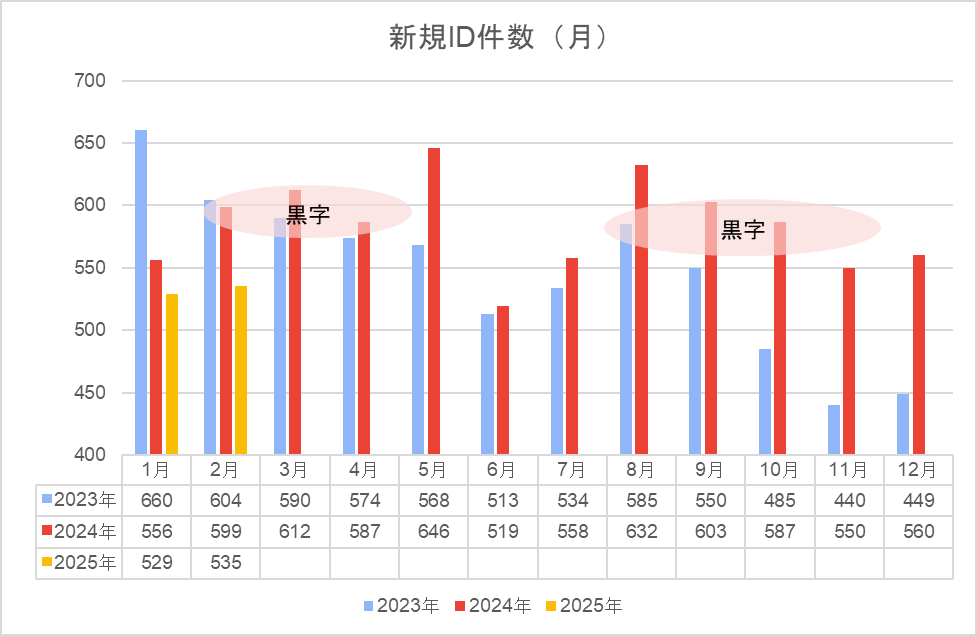 新規ID件数（月）
700
650
600
550
500
450
400
黒字
黒字
1月 2月 3月 4月 5月 6月 7月 8月 9月 10月 11月 12月
2023年 660 604 590 574 568 513 534 585 550 485 440 449
2024年 556 599 612 587 646 519 558 632 603 587 550 560
2025年 529 535
2023年 2024年 2025年